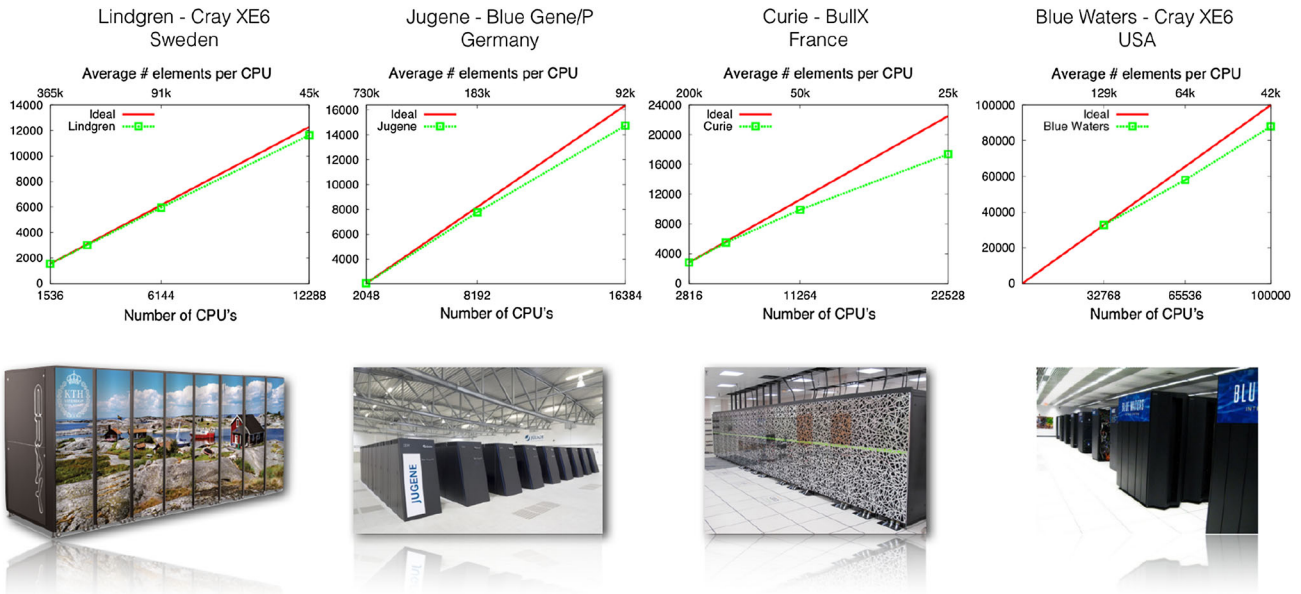 Lindgren - Cray XE6
Sweden
Average # elements per CPU
365k 91k 45k
14000
12000
10000
8000
6000
4000
2000
0
Ideal
Lindgren
1536 6144 12288
Number of CPU's
Jugene - Blue Gene/P
Germany
Average # elements per CPU
730k 183k 92k
16000
14000
12000
10000
8000
6000
4000
Ideal
Jugene
2048 8192 16384
Number of CPU's
Curie - BullX
France
Average # elements per CPU
200k 50k 25k
24000
20000
16000
12000
8000
4000
0
Ideal
Curie
2816 11264 22528
Number of CPU's
Blue Waters - Cray XE6
USA
Average # elements per CPU
129k 64k 42k
100000
80000
60000
40000
20000
0
Ideal
Blue Waters
32768 65536 100000
Number of CPU's
KTH
JUGENE
BLUE WATERS
BLU